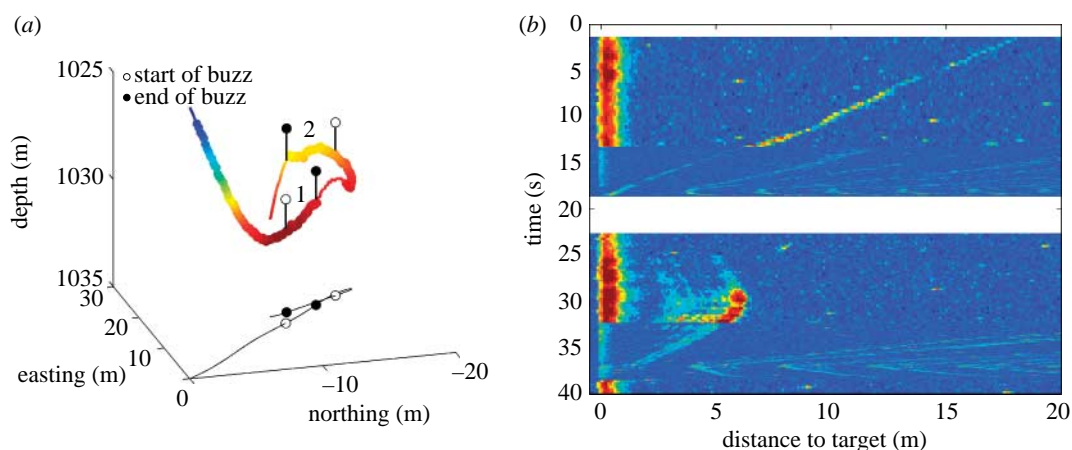 (a)
1025
start of buzz
end of buzz
2
depth (m)
1030
1
1035
30
20
10
easting (m)
0
−10
−20
northing (m)
(b)
0
5
10
15
time (s)
20
25
30
35
40
0
5
10
15
20
distance to target (m)